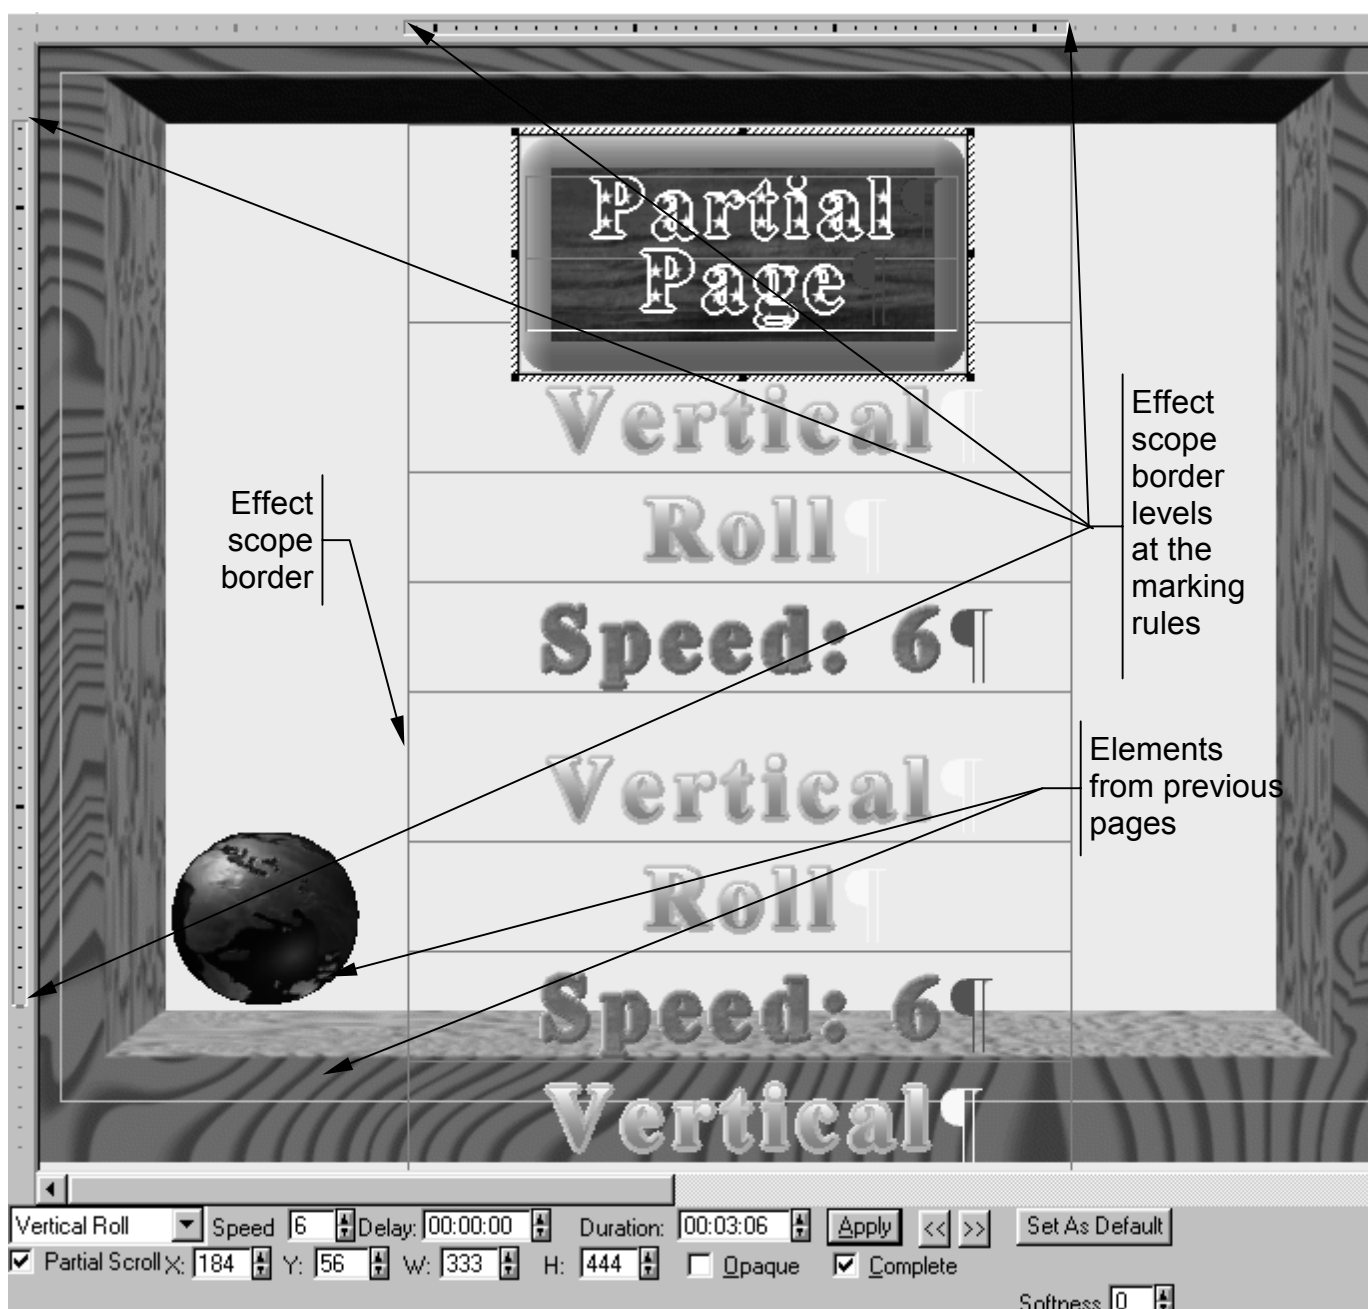 Partial¶
Page¶
Vertical¶
Roll¶
Speed: 6¶
Vertical¶
Roll¶
Speed: 6¶
Vertical¶
Effect
scope
border
Effect
scope
border
levels
at the
marking
rules
Elements
from previous
pages
Vertical Roll Speed 6 Delay: 00:00:00 Duration: 00:03:06 Apply << >> Set As Default
Partial Scroll X: 184 Y: 56 W: 333 H: 444 Opaque Complete
Softness 0